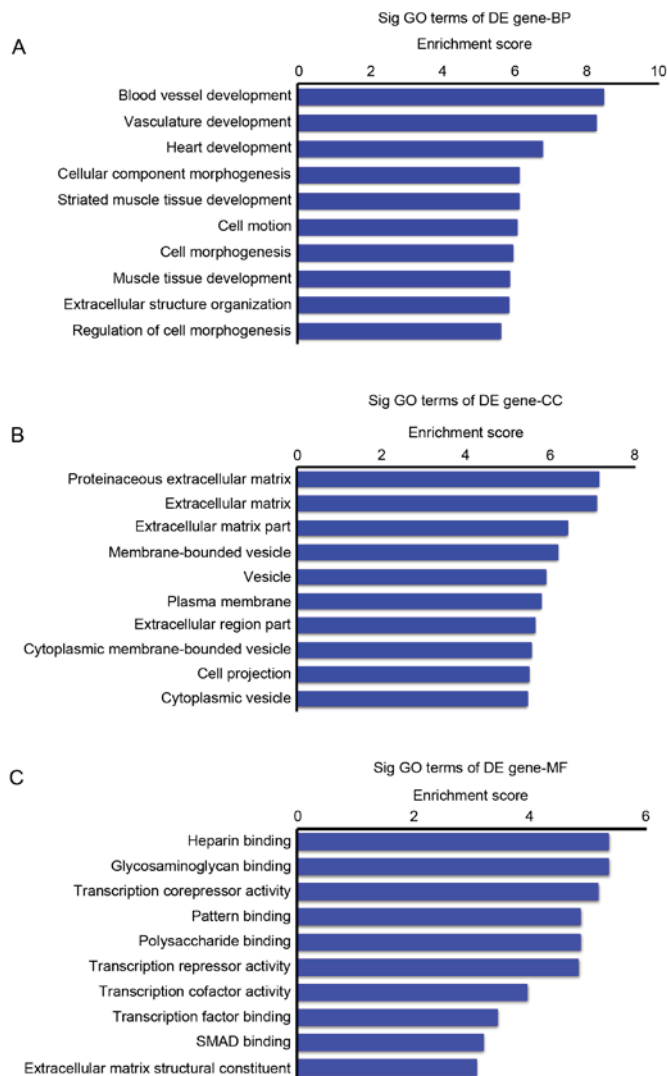 Sig GO terms of DE gene-BP
A
Enrichment score
0 2 4 6 8 10
Blood vessel development
Vasculature development
Heart development
Cellular component morphogenesis
Striated muscle tissue development
Cell motion
Cell morphogenesis
Muscle tissue development
Extracellular structure organization
Regulation of cell morphogenesis
Sig GO terms of DE gene-CC
B
Enrichment score
0 2 4 6 8
Proteinaceous extracellular matrix
Extracellular matrix
Extracellular matrix part
Membrane-bounded vesicle
Vesicle
Plasma membrane
Extracellular region part
Cytoplasmic membrane-bounded vesicle
Cell projection
Cytoplasmic vesicle
Sig GO terms of DE gene-MF
C
Enrichment score
0 2 4 6
Heparin binding
Glycosaminoglycan binding
Transcription corepressor activity
Pattern binding
Polysaccharide binding
Transcription repressor activity
Transcription cofactor activity
Transcription factor binding
SMAD binding
Extracellular matrix structural constituent